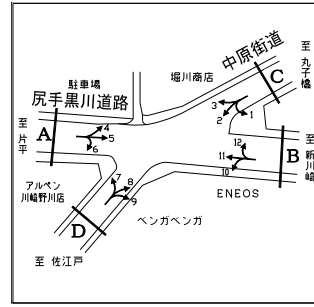 中原街道
至 丸子橋
駐車場
堀川商店
尻手黒川道路
C
至 片平
A
B
至 新川崎
3
2
1
4
5
6
12
11
10
7
8
9
アルペン
川崎野川店
ENEOS
D
ベンガベンガ
至 佐江戸